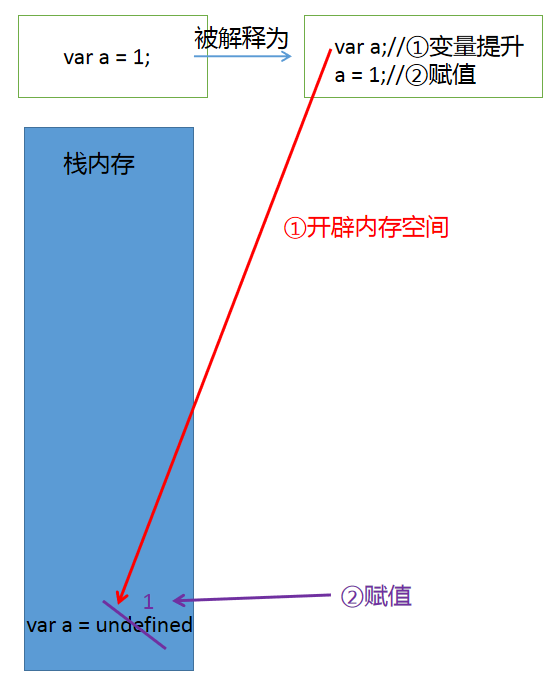 var a = 1;
被解释为
var a;//①变量提升
a = 1;//②赋值
栈内存
①开辟内存空间
1
②赋值
var a = undefined